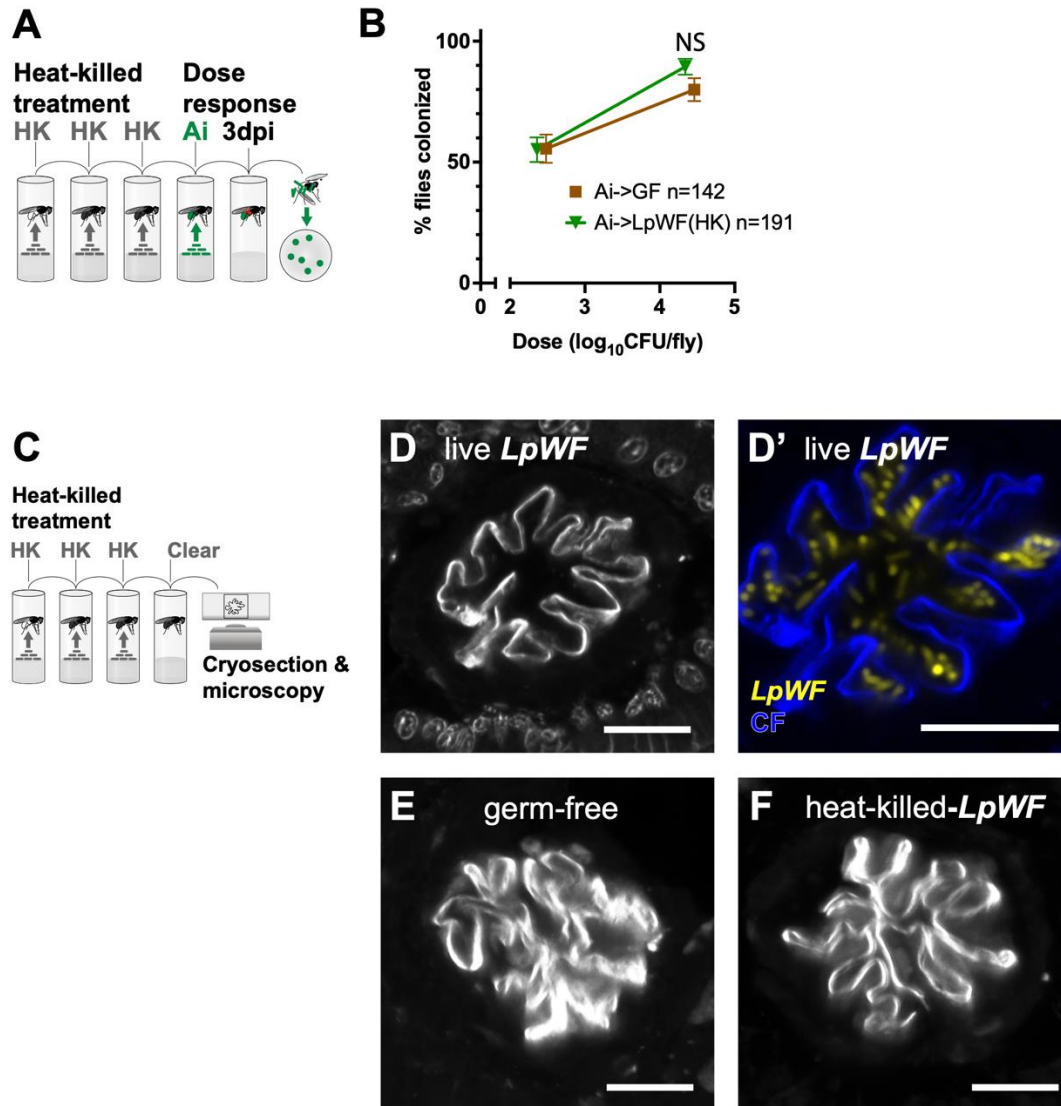 A
Heat-killed Dose
treatment response
HK HK HK Ai 3dpi
B
100
50
0
% flies colonized
NS
Ai->GF n=142
Ai->LpWF(HK) n=191
0 2 3 4 5
Dose (log₁₀CFU/fly)
C
Heat-killed
treatment
HK HK HK Clear
Cryosection &
microscopy
D live LpWF
D' live LpWF
LpWF
CF
E germ-free
F heat-killed-LpWF